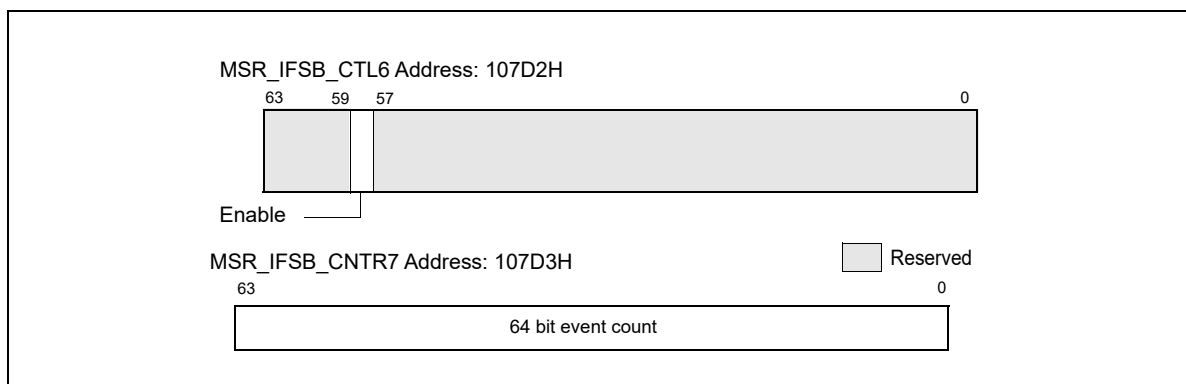 MSR_IFSB_CTL6 Address: 107D2H
63 59 57 0
Enable
MSR_IFSB_CNTR7 Address: 107D3H
Reserved
63 0
64 bit event count